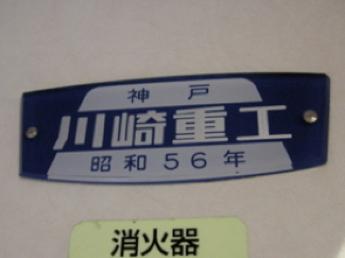 神戸
川崎重工
昭和56年
消火器